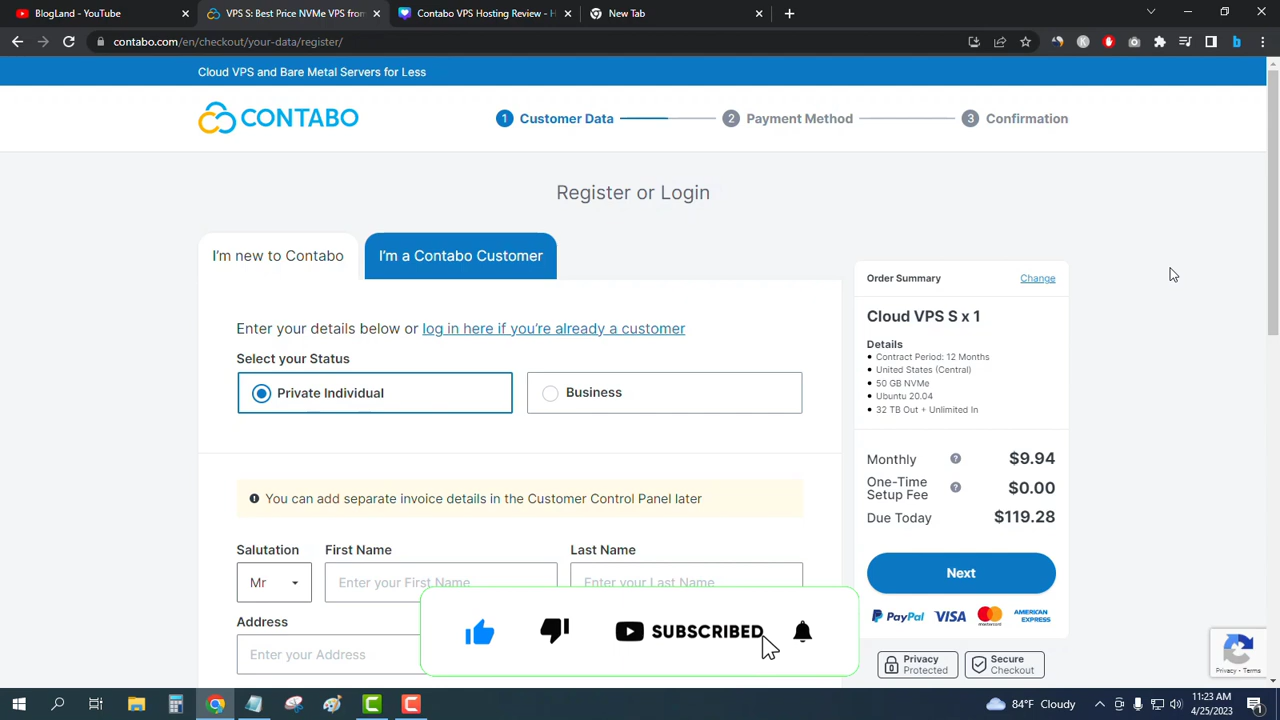 BlogLand - YouTube
VPS S: Best Price NVMe VPS from
Contabo VPS Hosting Review - H
New Tab
contabo.com/en/checkout/your-data/register/
Cloud VPS and Bare Metal Servers for Less
CONTABO
1 Customer Data
2 Payment Method
3 Confirmation
Register or Login
I'm new to Contabo
I'm a Contabo Customer
Enter your details below or log in here if you're already a customer
Select your Status
Private Individual
Business
You can add separate invoice details in the Customer Control Panel later
Salutation
First Name
Last Name
Mr
Enter your First Name
Enter your Last Name
Address
Enter your Address
SUBSCRIBED
Order Summary
Change
Cloud VPS S x 1
Details
Contract Period: 12 Months
United States (Central)
50 GB NVMe
Ubuntu 20.04
32 TB Out + Unlimited In
Monthly ? $9.94
One-Time
Setup Fee ? $0.00
Due Today $119.28
Next
PayPal VISA mastercard AMERICAN EXPRESS
Privacy
Protected
Secure
Checkout
Privacy - Terms
84°F Cloudy
11:23 AM
4/25/2023